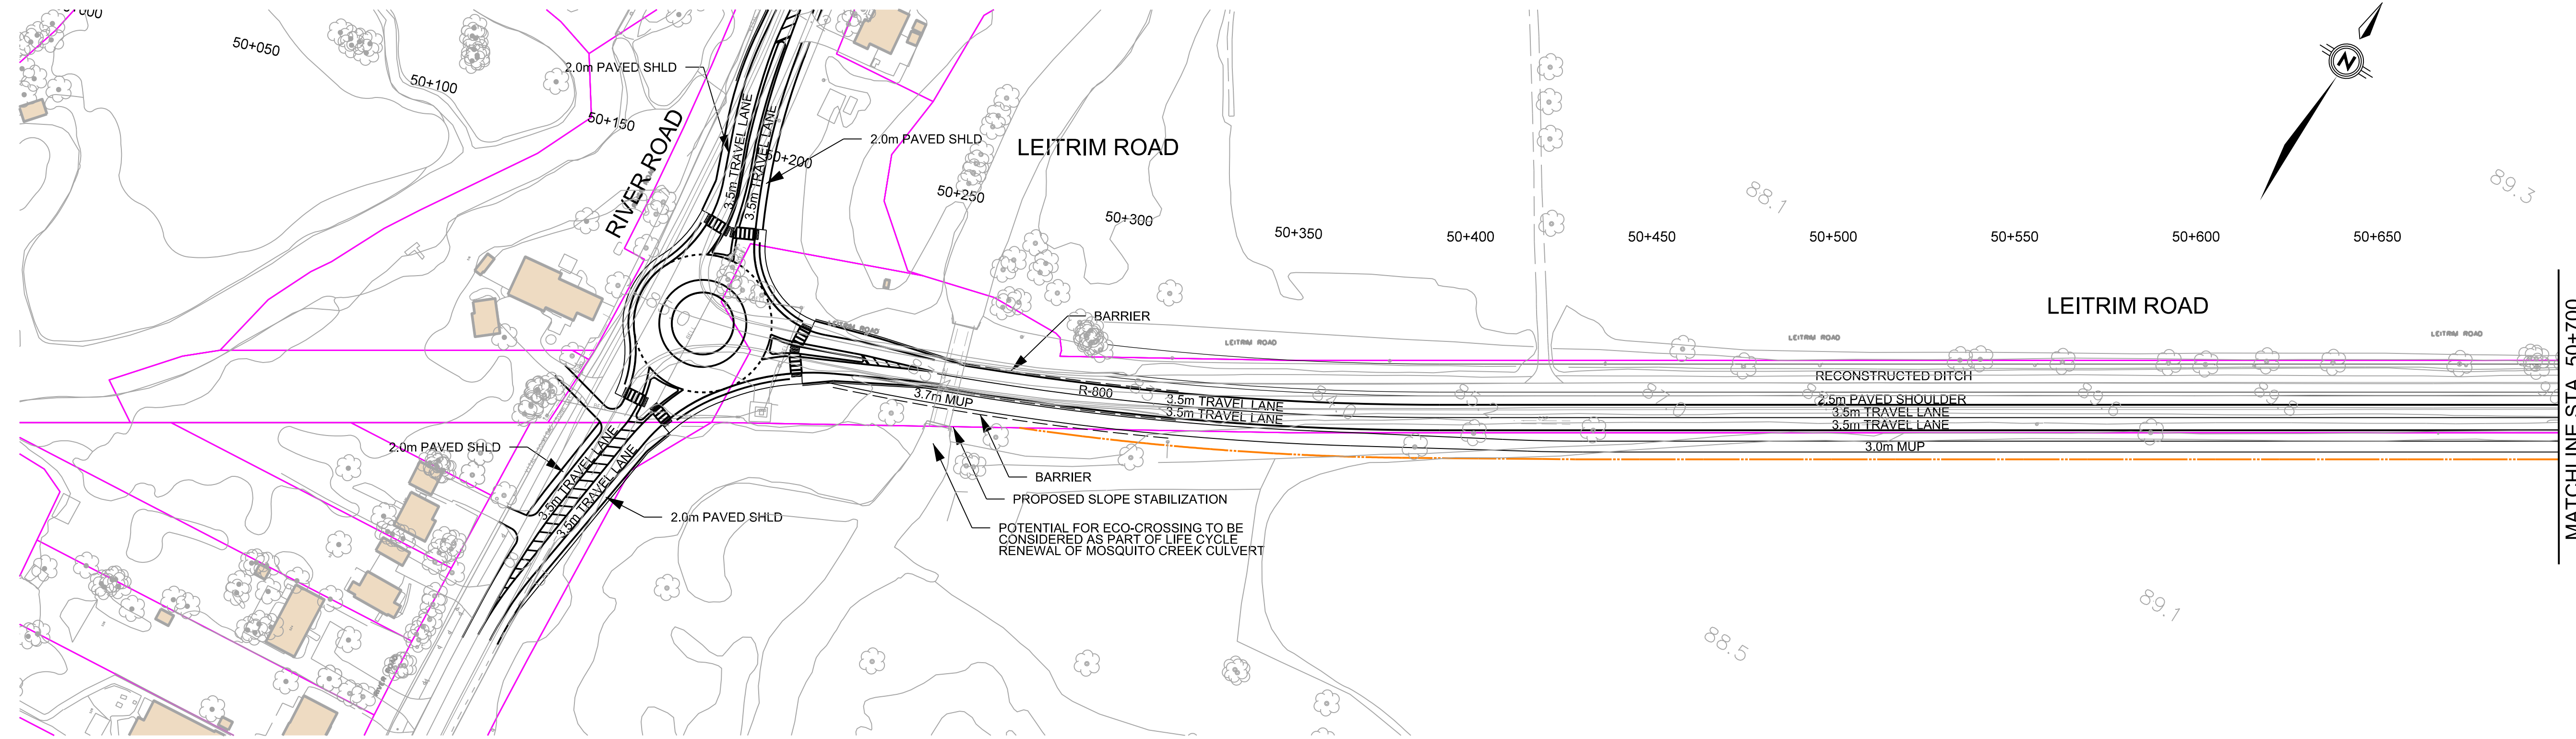 50+050
50+100
50+150
2.0m PAVED SHLD
RIVER ROAD
3.5m TRAVEL LANE
3.5m TRAVEL LANE
50+200
2.0m PAVED SHLD
LEITRIM ROAD
50+250
50+300
50+350
50+400
50+450
50+500
50+550
50+600
50+650
88.1
89.3
N
LEITRIM ROAD
LEITRIM ROAD
LEITRIM ROAD
LEITRIM ROAD
LEITRIM ROAD
BARRIER
RECONSTRUCTED DITCH
R-800
3.7m MUP
3.5m TRAVEL LANE
3.5m TRAVEL LANE
2.5m PAVED SHOULDER
3.5m TRAVEL LANE
3.5m TRAVEL LANE
3.0m MUP
MATCHLINE STA. 50+700
2.0m PAVED SHLD
3.5m TRAVEL LANE
3.5m TRAVEL LANE
2.0m PAVED SHLD
BARRIER
PROPOSED SLOPE STABILIZATION
POTENTIAL FOR ECO-CROSSING TO BE
CONSIDERED AS PART OF LIFE CYCLE
RENEWAL OF MOSQUITO CREEK CULVERT
88.5
89.1